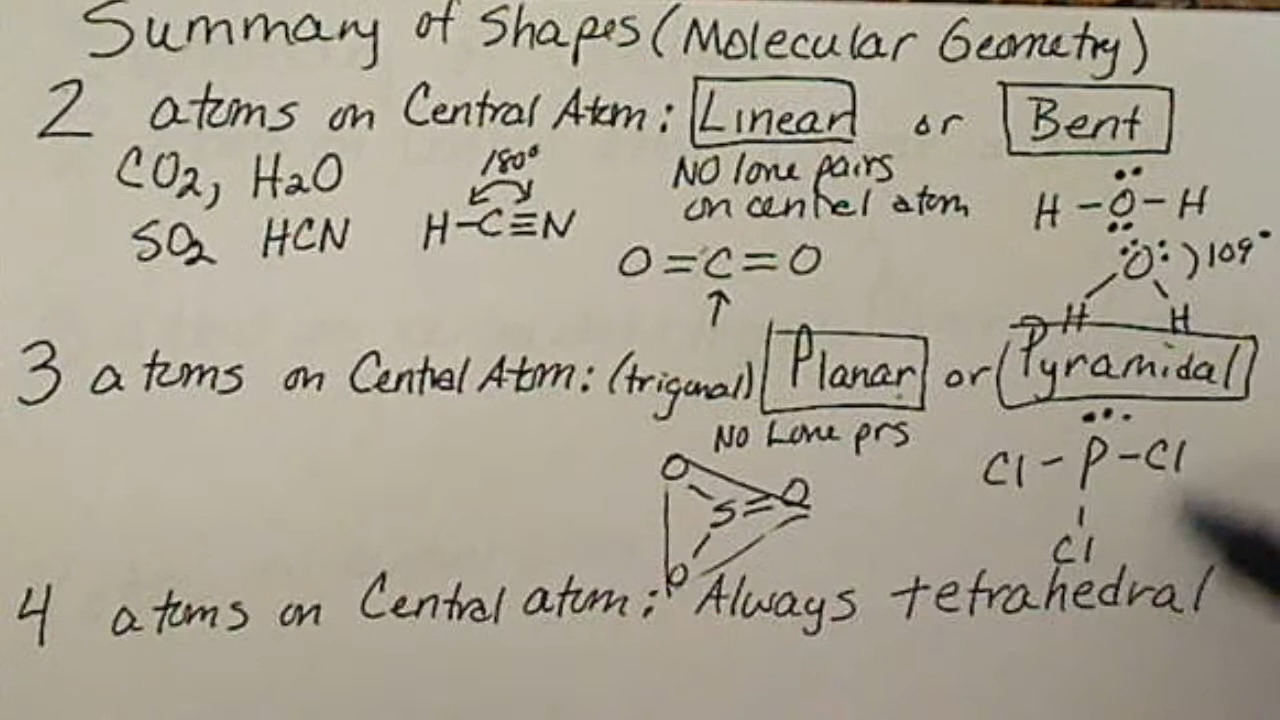 Summary of Shapes (Molecular Geometry)
2 atoms on Central Atom: Linear or Bent
CO2, H2O 180° NO lone pairs
on central atom
SO2 HCN H-C≡N H-O-H
O=C=O O 109°
↑ H H
3 atoms on Central Atom: (trigonal) Planar or Pyramidal
No Lone prs
O S=O Cl-P-Cl
O Cl
4 atoms on Central atom: Always tetrahedral